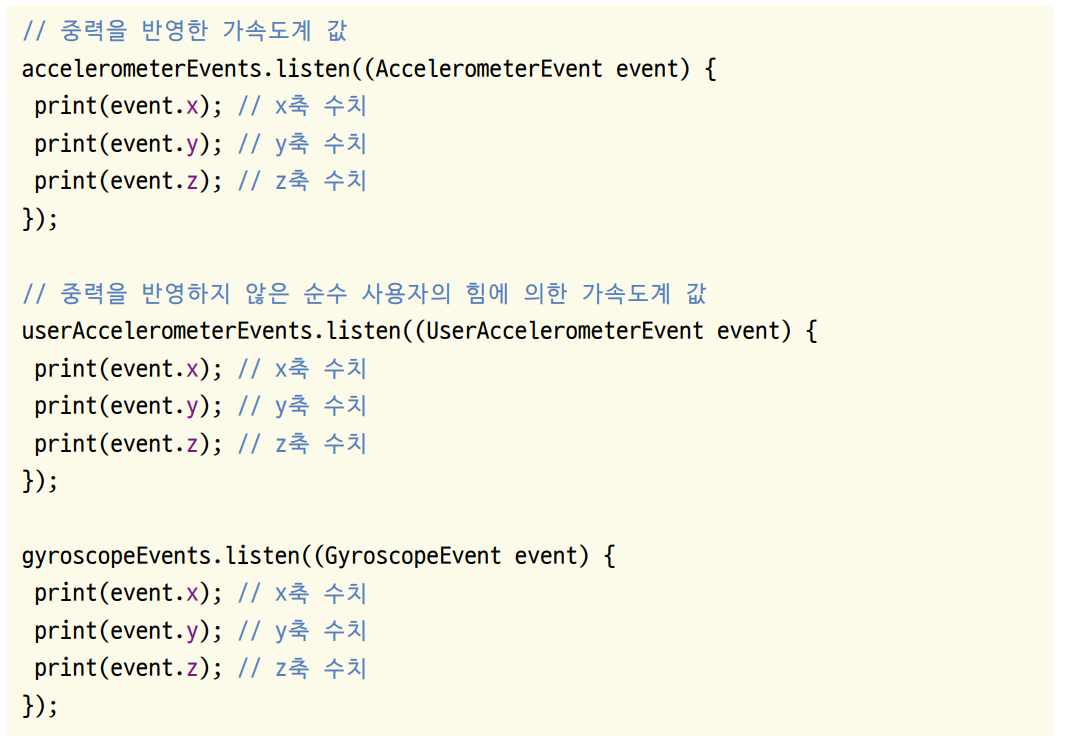 // 중력을 반영한 가속도계 값
accelerometerEvents.listen((AccelerometerEvent event) {
 print(event.x); // x축 수치
 print(event.y); // y축 수치
 print(event.z); // z축 수치
});

// 중력을 반영하지 않은 순수 사용자의 힘에 의한 가속도계 값
userAccelerometerEvents.listen((UserAccelerometerEvent event) {
 print(event.x); // x축 수치
 print(event.y); // y축 수치
 print(event.z); // z축 수치
});

gyroscopeEvents.listen((GyroscopeEvent event) {
 print(event.x); // x축 수치
 print(event.y); // y축 수치
 print(event.z); // z축 수치
});